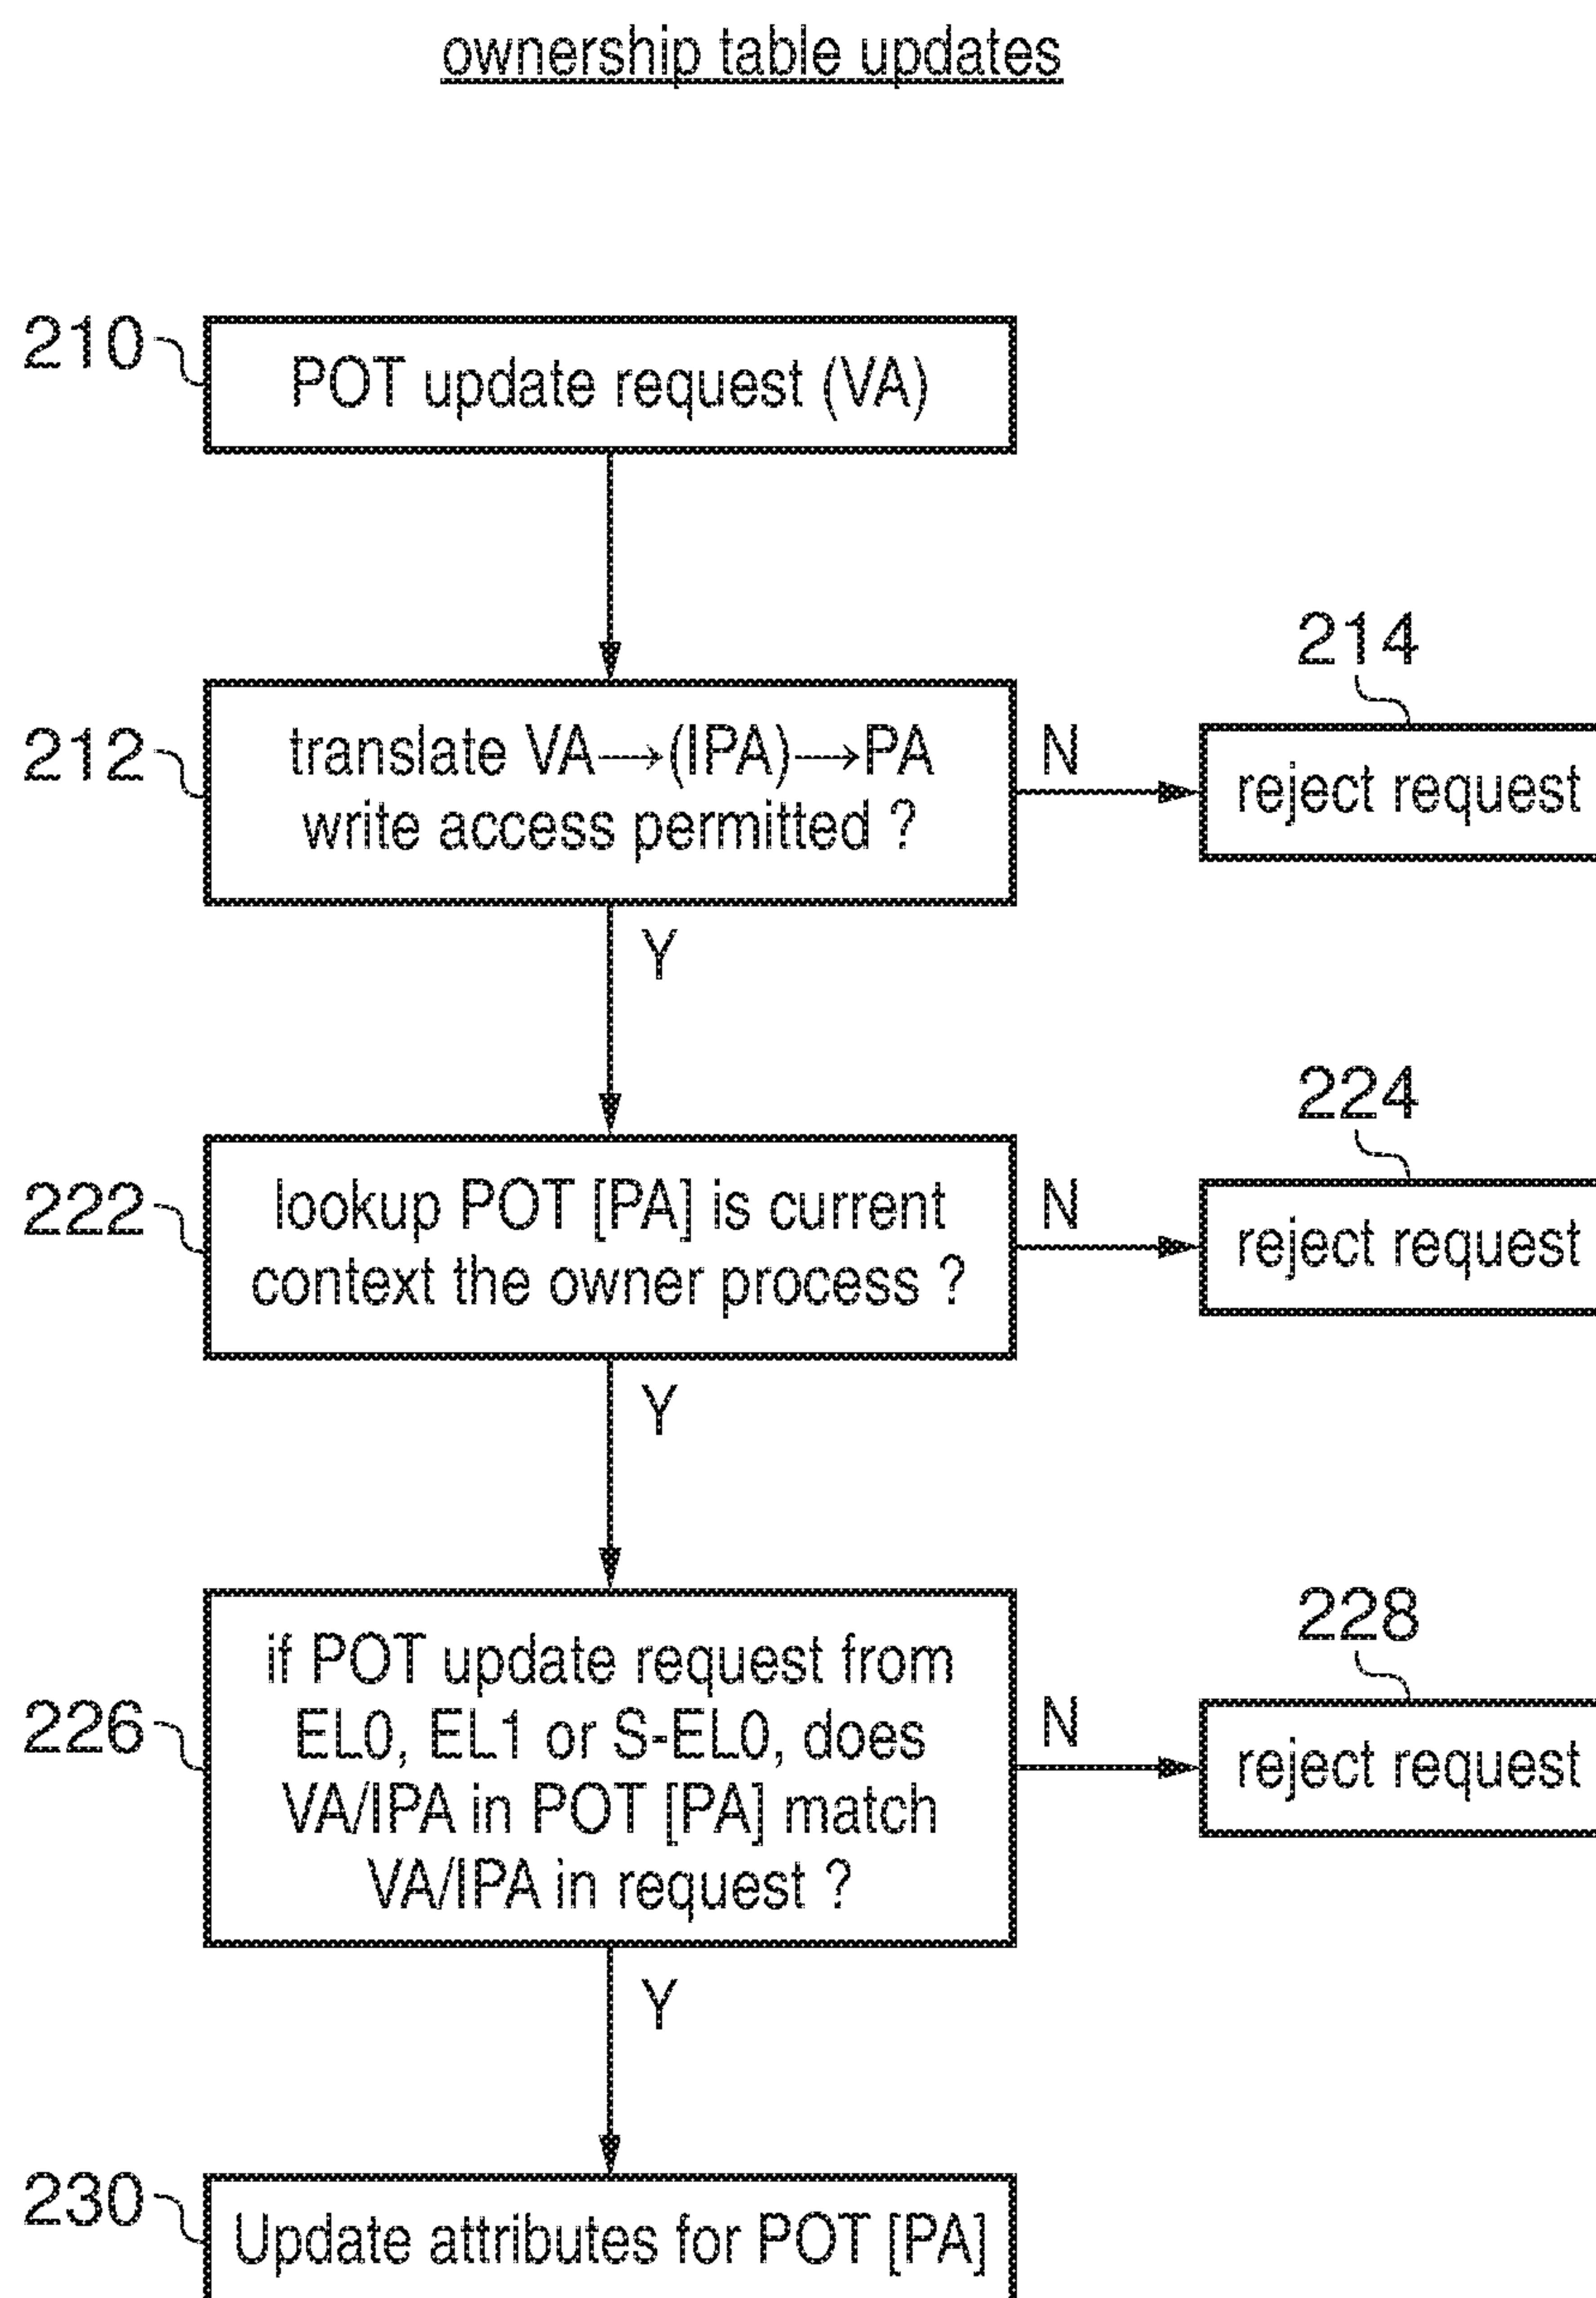 ownership table updates
210
POT update request (VA)
212
translate VA→(IPA)→PA
write access permitted ?
N
214
reject request
Y
222
lookup POT [PA] is current
context the owner process ?
N
224
reject request
Y
226
if POT update request from
EL0, EL1 or S-EL0, does
VA/IPA in POT [PA] match
VA/IPA in request ?
N
228
reject request
Y
230
Update attributes for POT [PA]